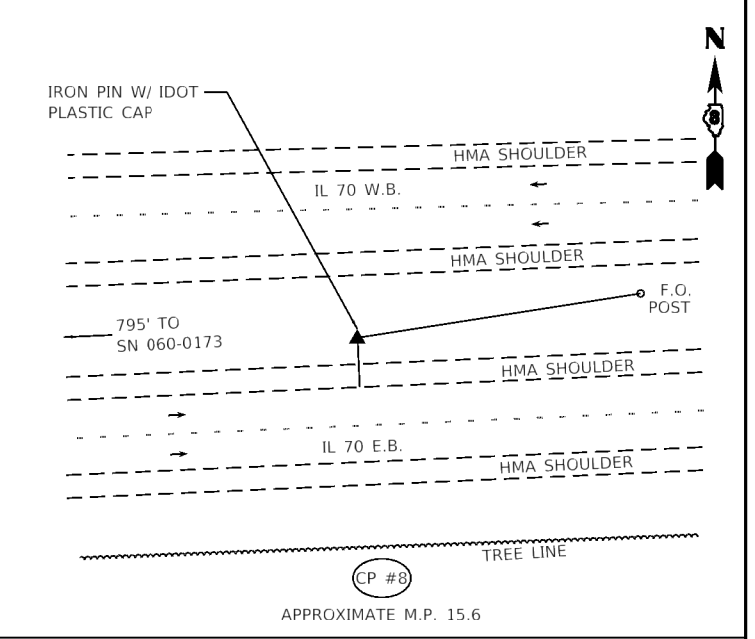 N
8
IRON PIN W/ IDOT
PLASTIC CAP
HMA SHOULDER
IL 70 W.B.
HMA SHOULDER
F.O.
POST
795' TO
SN 060-0173
HMA SHOULDER
IL 70 E.B.
HMA SHOULDER
TREE LINE
CP #8
APPROXIMATE M.P. 15.6